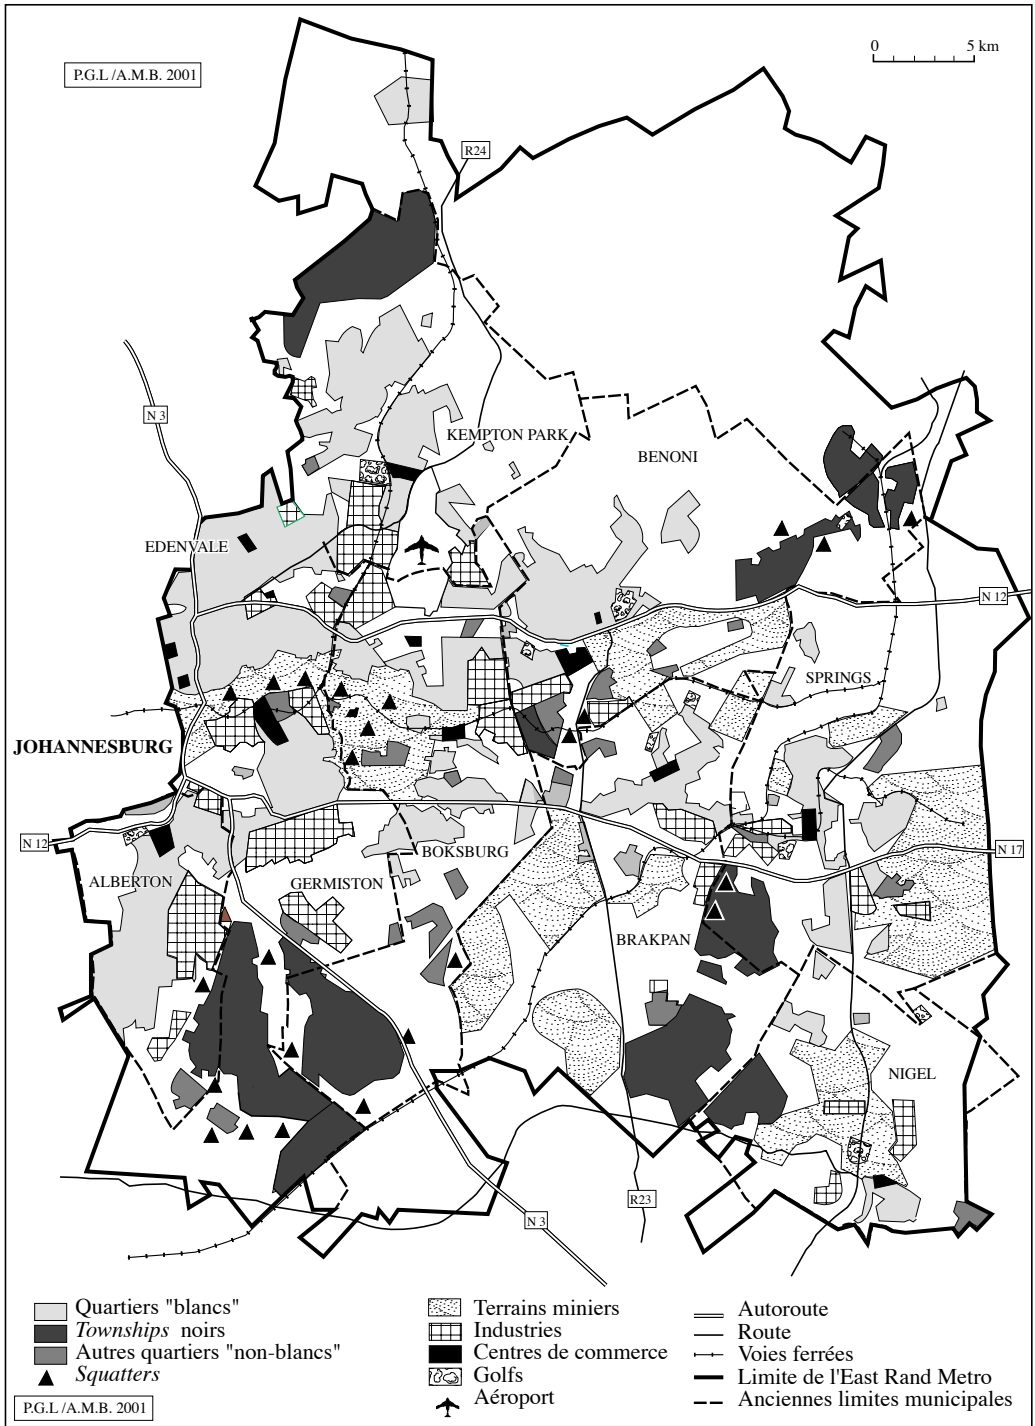 P.G.L /A.M.B. 2001
0 5 km
R24
N 3
KEMPTON PARK
BENONI
EDENVALE
N 12
SPRINGS
JOHANNESBURG
N 12
BOKSBURG
N 17
ALBERTON
GERMISTON
BRAKPAN
NIGEL
R23
N 3
Quartiers "blancs"
Townships noirs
Autres quartiers "non-blancs"
Squatters
Terrains miniers
Industries
Centres de commerce
Golfs
Aéroport
Autoroute
Route
Voies ferrées
Limite de l'East Rand Metro
Anciennes limites municipales
P.G.L /A.M.B. 2001